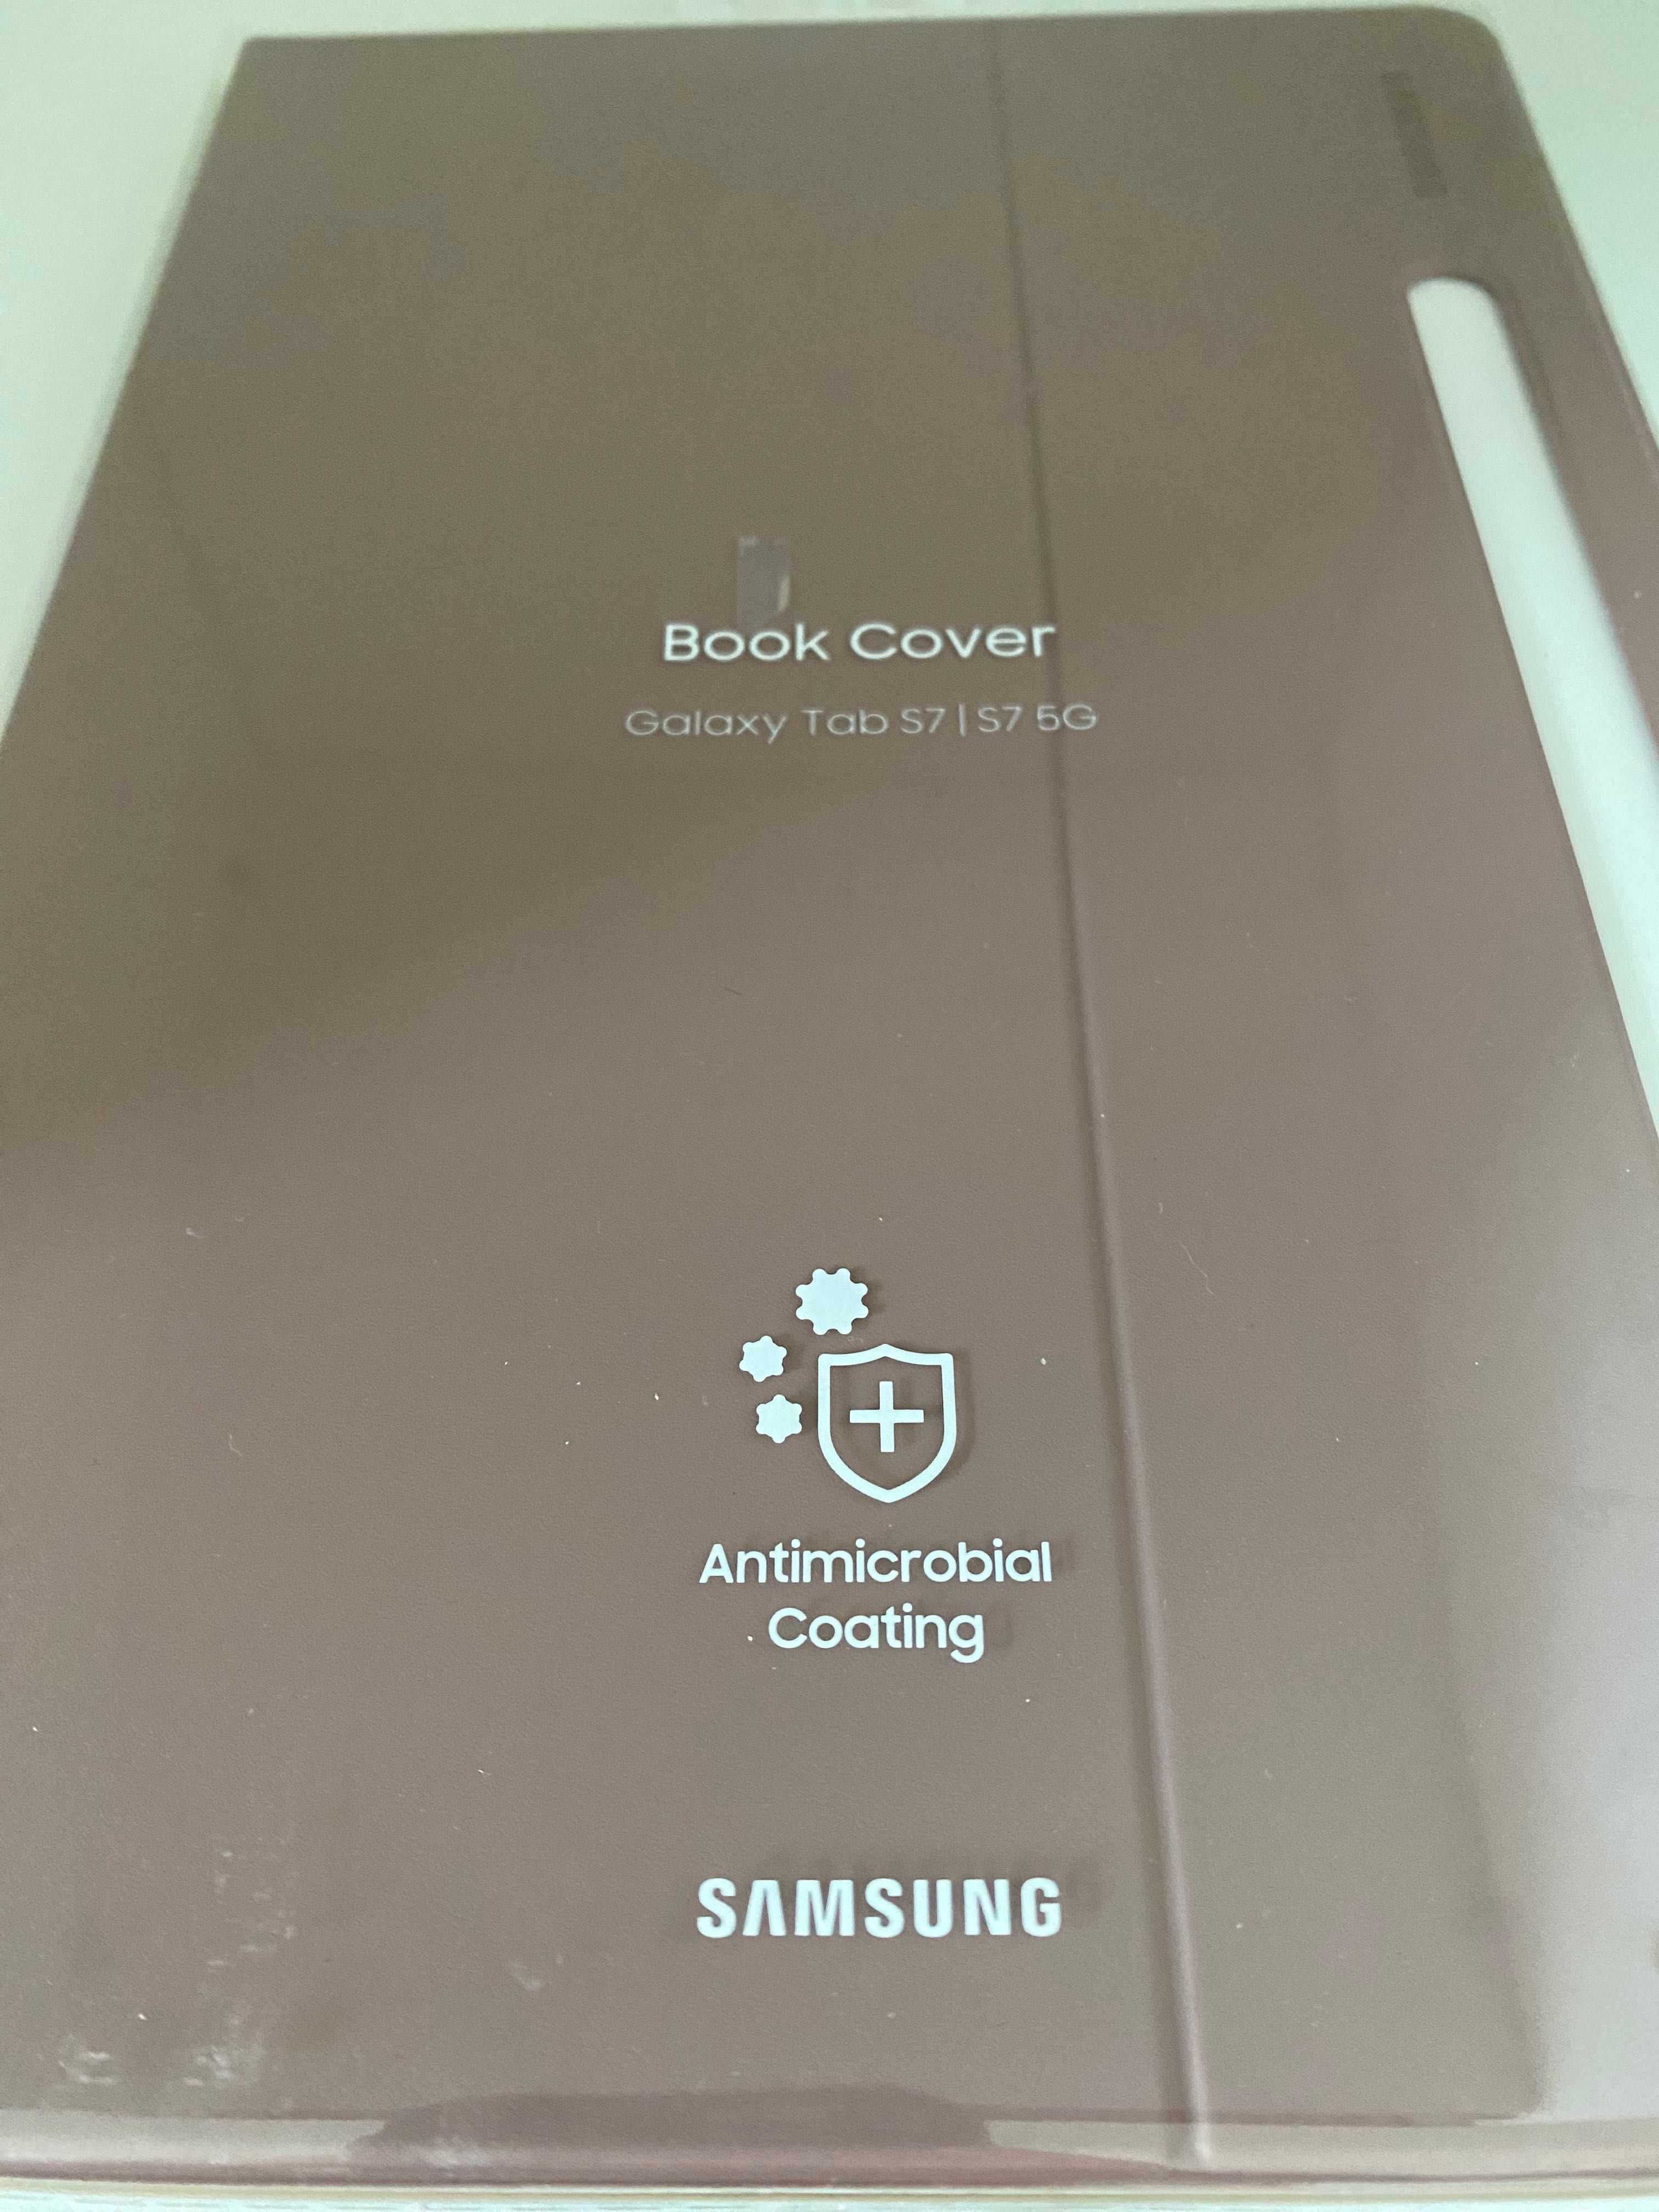 Book Cover
Galaxy Tab S7 | S7 5G
Antimicrobial
Coating
SAMSUNG